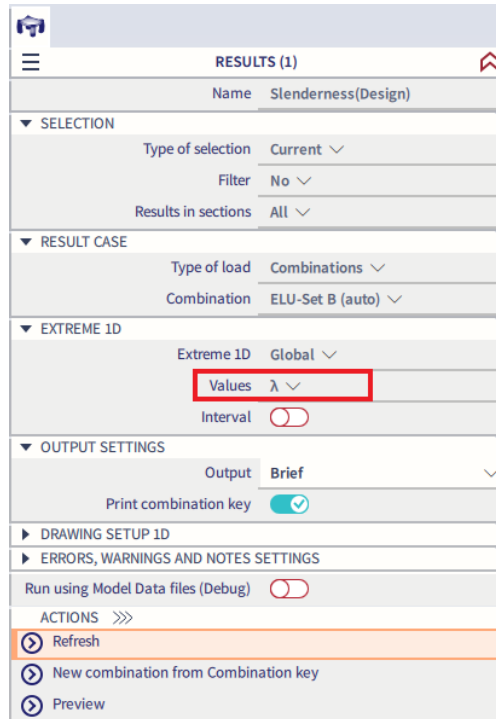 RESULTS (1)
Name Slenderness(Design)
SELECTION
Type of selection Current
Filter No
Results in sections All
RESULT CASE
Type of load Combinations
Combination ELU-Set B (auto)
EXTREME 1D
Extreme 1D Global
Values λ
Interval
OUTPUT SETTINGS
Output Brief
Print combination key
DRAWING SETUP 1D
ERRORS, WARNINGS AND NOTES SETTINGS
Run using Model Data files (Debug)
ACTIONS >>>
Refresh
New combination from Combination key
Preview